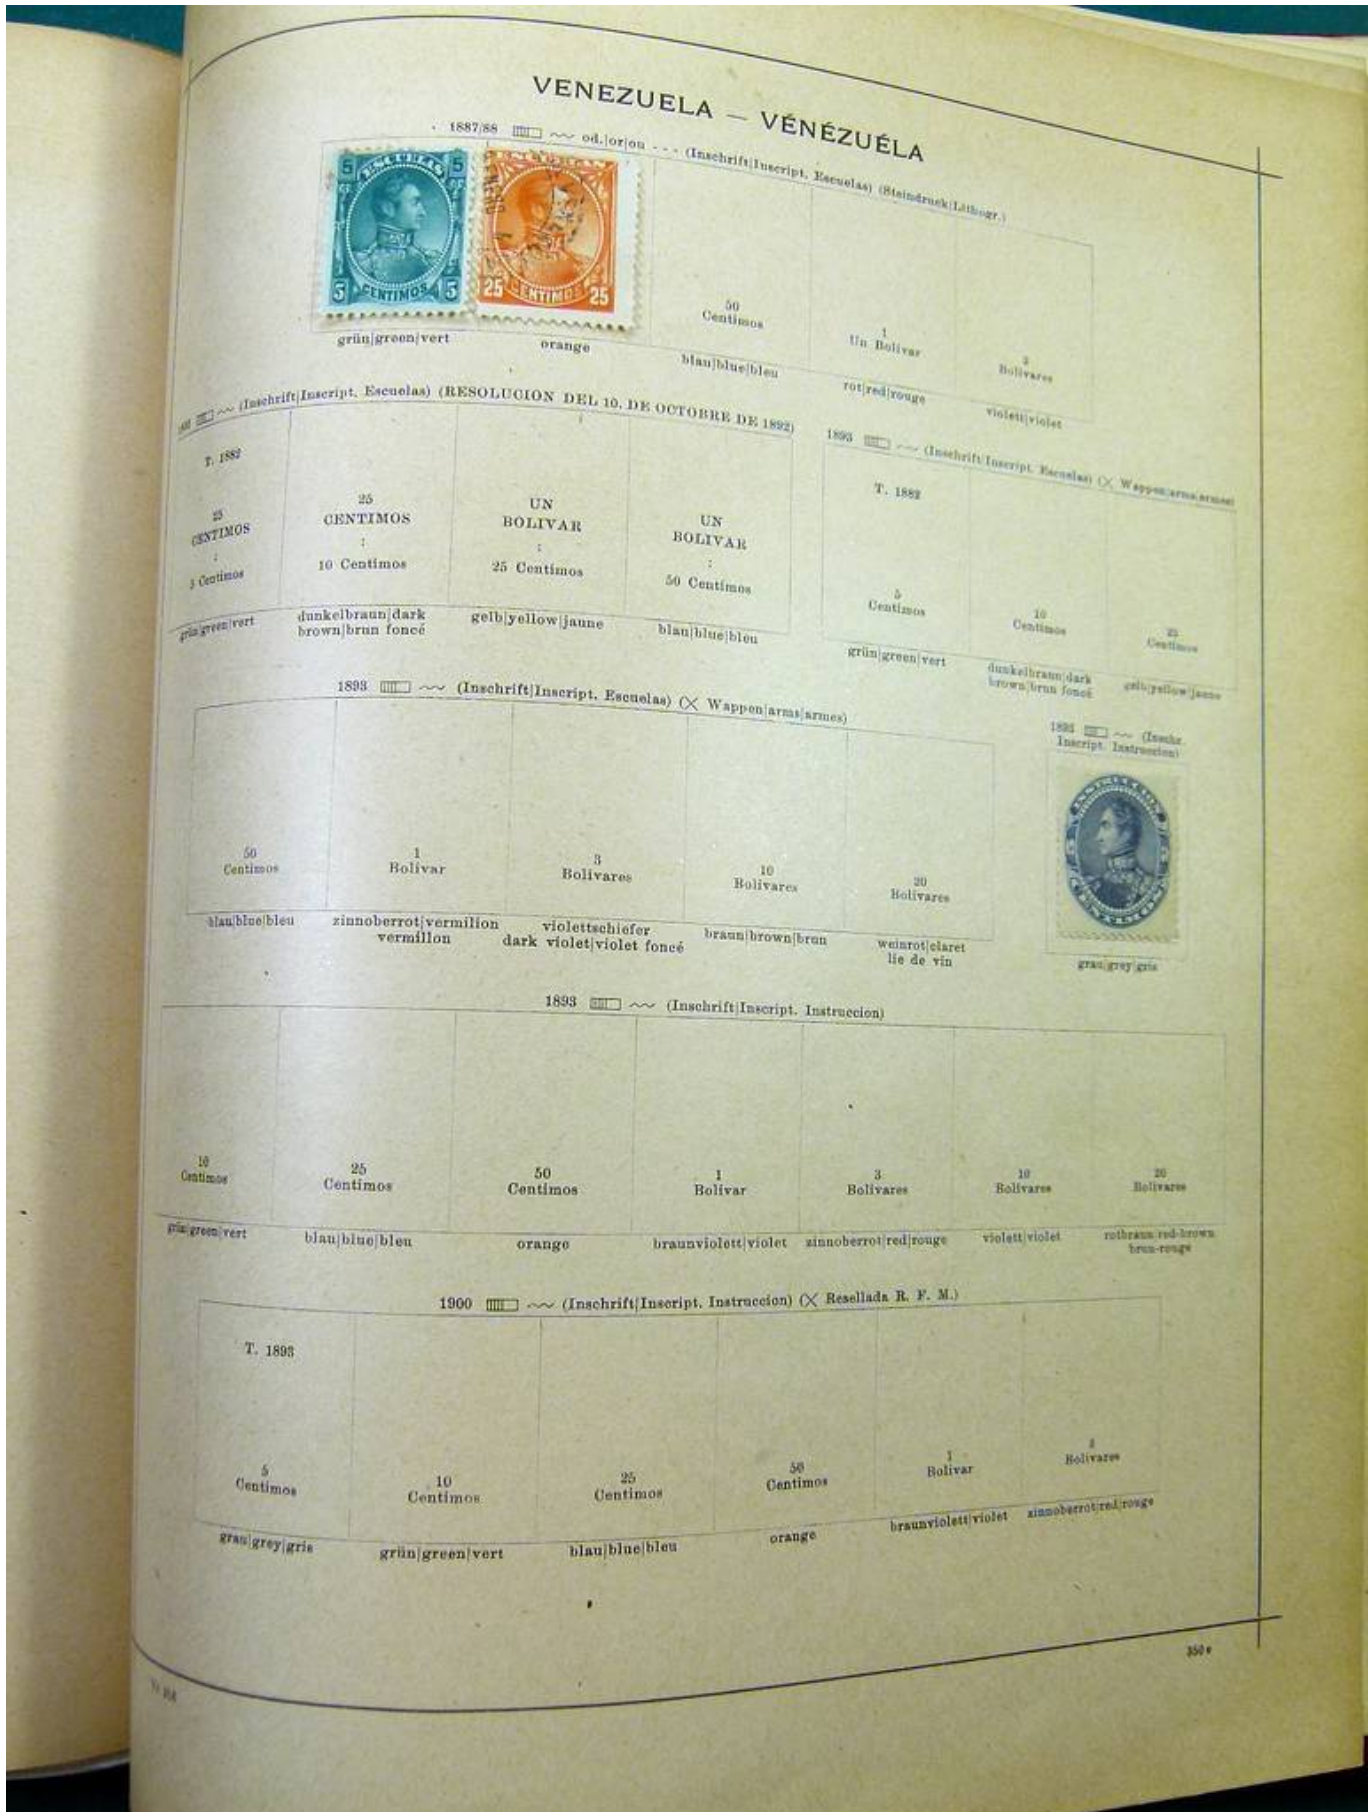 VENEZUELA — VÉNÉZUÉLA
1887/88 od.|or|ou - - - (Inschrift|Inscript. Escuelas) (Steindruck|Lithogr.)
5 ESCUELAS 5
5 CENTIMOS 5
ESCUELAS
25 CENTIMOS 25
50
Centimos
1
Un Bolivar
3
Bolivares
grün|green|vert
orange
blau|blue|bleu
rot|red|rouge
violett|violet
(Inschrift|Inscript. Escuelas) (RESOLUCION DEL 10. DE OCTOBRE DE 1892)
T. 1882
25
CENTIMOS
:
5 Centimos
25
CENTIMOS
:
10 Centimos
UN
BOLIVAR
:
25 Centimos
UN
BOLIVAR
:
50 Centimos
grün|green|vert
dunkelbraun|dark
brown|brun foncé
gelb|yellow|jaune
blau|blue|bleu
1893 (Inschrift|Inscript. Escuelas) (X Wappen|arms|armes)
T. 1882
5
Centimos
10
Centimos
25
Centimos
grün|green|vert
dunkelbraun|dark
brown|brun foncé
gelb|yellow|jaune
1893 (Inschrift|Inscript. Escuelas) (X Wappen|arms|armes)
50
Centimos
1
Bolivar
3
Bolivares
10
Bolivares
20
Bolivares
blau|blue|bleu
zinnoberrot|vermilion
vermillon
violettschiefer
dark violet|violet foncé
braun|brown|brun
weinrot|claret
lie de vin
1893 (Inschr.
Inscript. Instruccion)
INSTRUCCION
5 5
CENTIMOS
grau|grey|gris
1893 (Inschrift|Inscript. Instruccion)
10
Centimos
25
Centimos
50
Centimos
1
Bolivar
3
Bolivares
10
Bolivares
20
Bolivares
grün|green|vert
blau|blue|bleu
orange
braunviolett|violet
zinnoberrot|red|rouge
violett|violet
rotbraun|red-brown
brun-rouge
1900 (Inschrift|Inscript. Instruccion) (X Resellada R. F. M.)
T. 1893
5
Centimos
10
Centimos
25
Centimos
50
Centimos
1
Bolivar
3
Bolivares
grau|grey|gris
grün|green|vert
blau|blue|bleu
orange
braunviolett|violet
zinnoberrot|red|rouge
350e